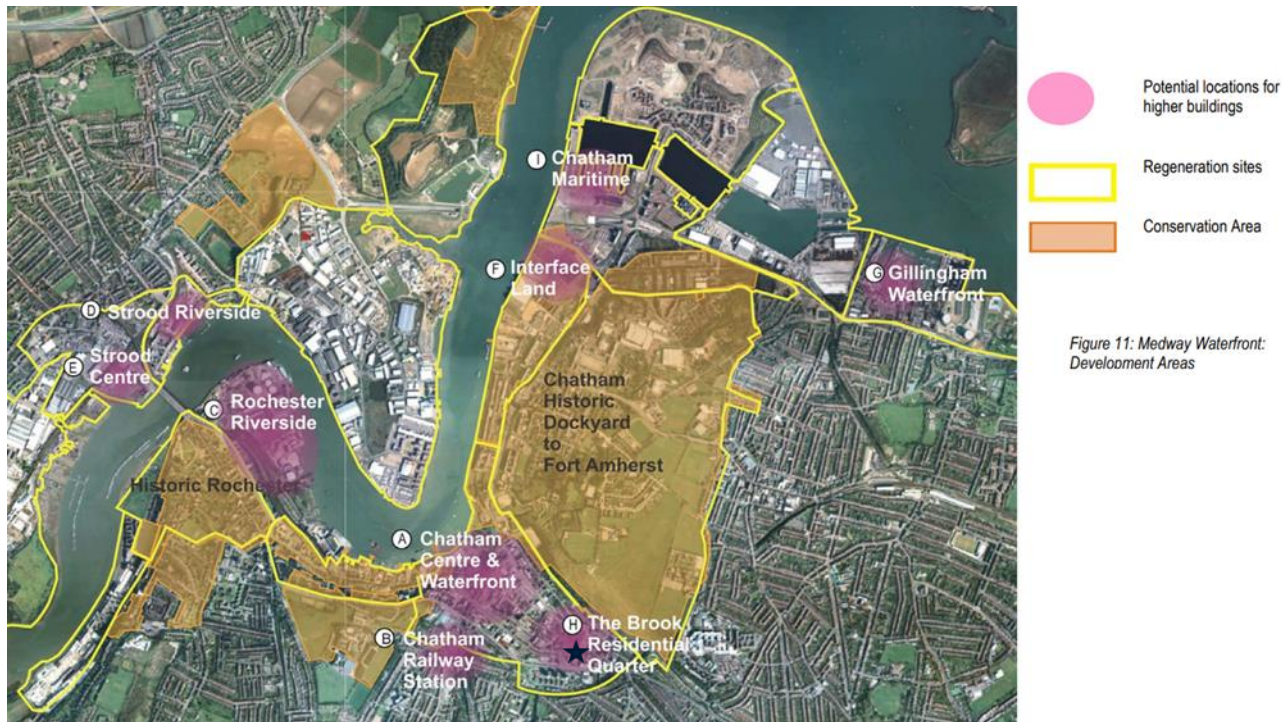 I
Chatham
Maritime
F
Interface
Land
G
Gillingham
Waterfront
D
Strood Riverside
E
Strood
Centre
C
Rochester
Riverside
Historic Rochester
Chatham
Historic
Dockyard
to
Fort Amherst
A
Chatham
Centre &
Waterfront
B
Chatham
Railway
Station
H
The Brook
Residential
Quarter
Potential locations for
higher buildings
Regeneration sites
Conservation Area
Figure 11: Medway Waterfront:
Development Areas